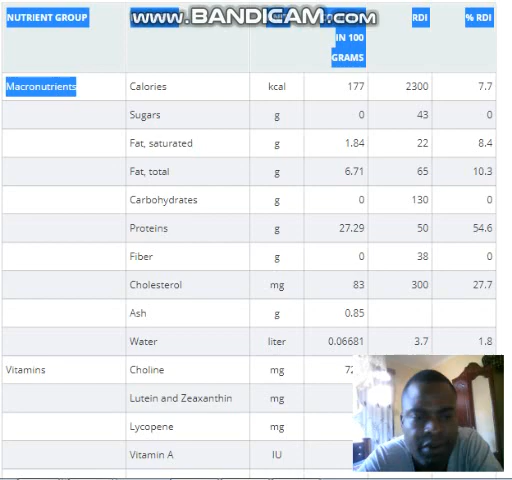 www.BANDICAM.com
NUTRIENT GROUP RDI % RDI
IN 100
GRAMS
Macronutrients Calories kcal 177 2300 7.7
Sugars g 0 43 0
Fat, saturated g 1.84 22 8.4
Fat, total g 6.71 65 10.3
Carbohydrates g 0 130 0
Proteins g 27.29 50 54.6
Fiber g 0 38 0
Cholesterol mg 83 300 27.7
Ash g 0.85
Water liter 0.06681 3.7 1.8
Vitamins Choline mg
Lutein and Zeaxanthin mg
Lycopene mg
Vitamin A IU